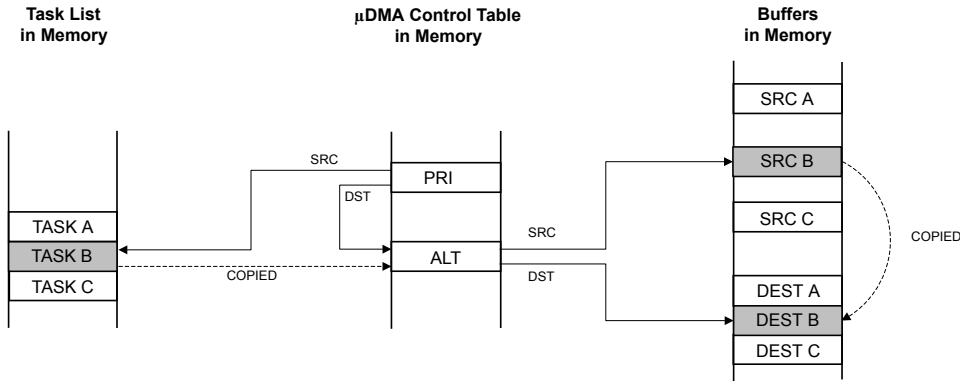 Task List
in Memory
μDMA Control Table
in Memory
Buffers
in Memory
SRC A
SRC
PRI
SRC B
DST
TASK A
SRC C
TASK B
ALT
SRC
COPIED
COPIED
DST
TASK C
DEST A
DEST B
DEST C